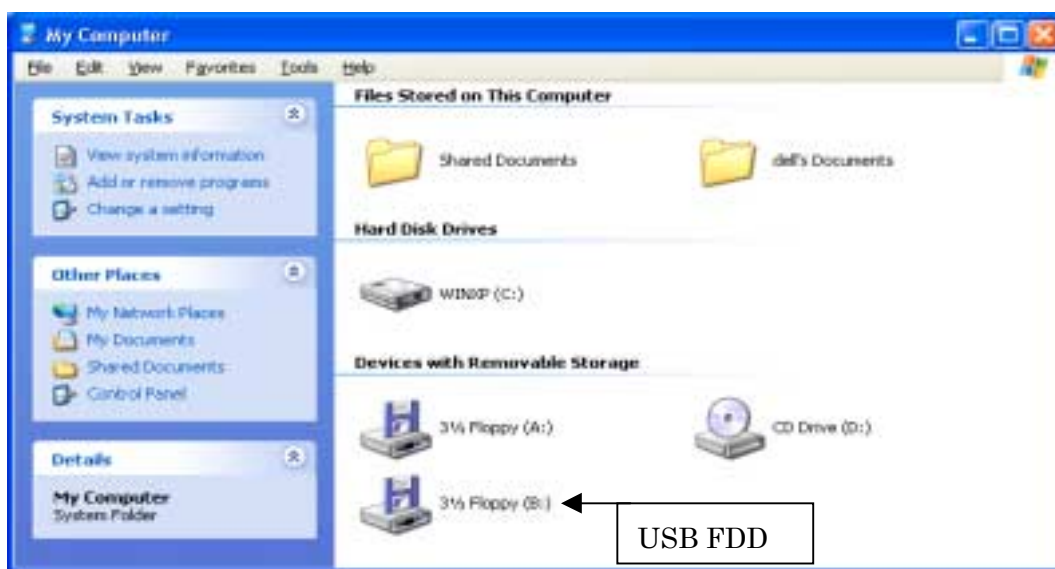 My Computer
File Edit View Favorites Tools Help
System Tasks
View system information
Add or remove programs
Change a setting
Other Places
My Network Places
My Documents
Shared Documents
Control Panel
Details
My Computer
System Folder
Files Stored on This Computer
Shared Documents
dell's Documents
Hard Disk Drives
WINXP (C:)
Devices with Removable Storage
3½ Floppy (A:)
CD Drive (D:)
3½ Floppy (B:)
USB FDD